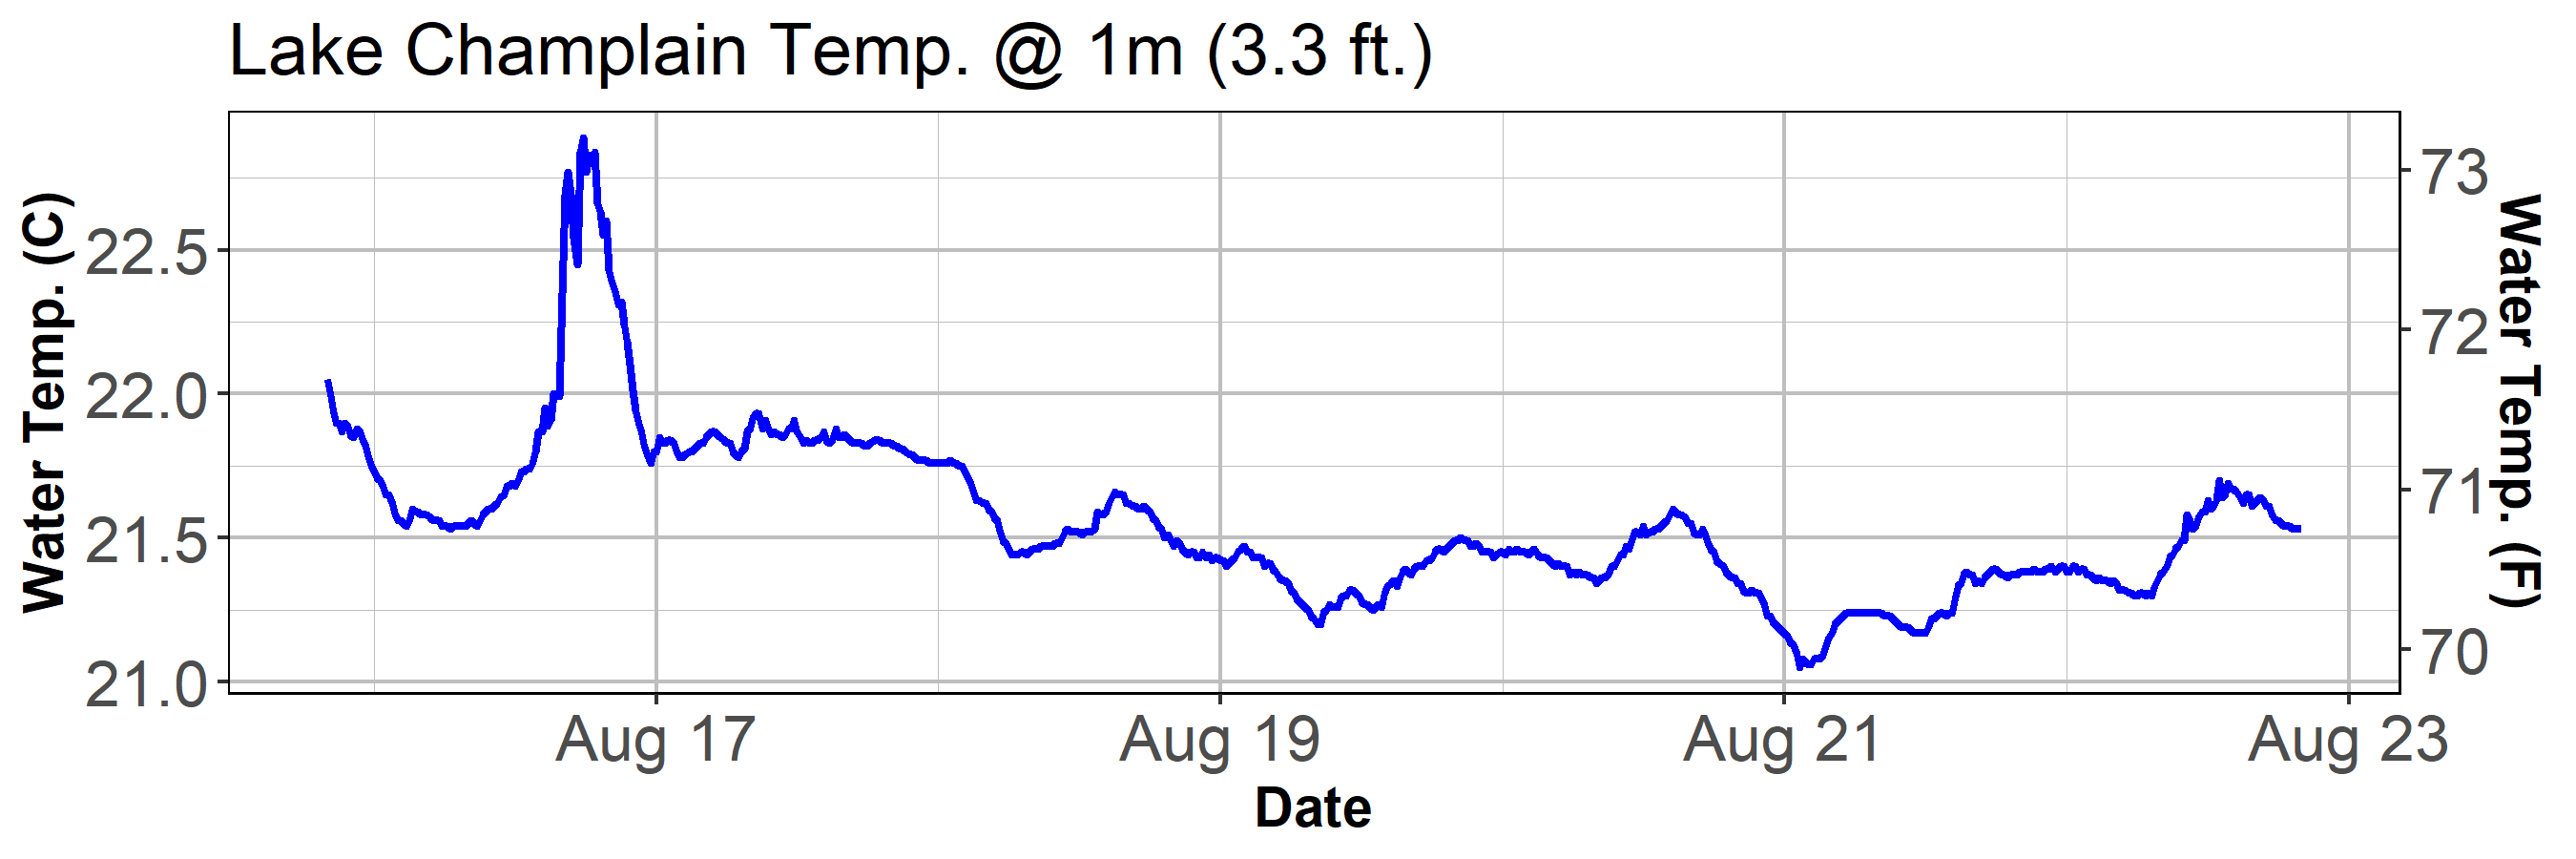 Lake Champlain Temp. @ 1m (3.3 ft.)
Water Temp. (C)
22.5
22.0
21.5
21.0
73
72
71
70
Water Temp. (F)
Aug 17
Aug 19
Aug 21
Aug 23
Date